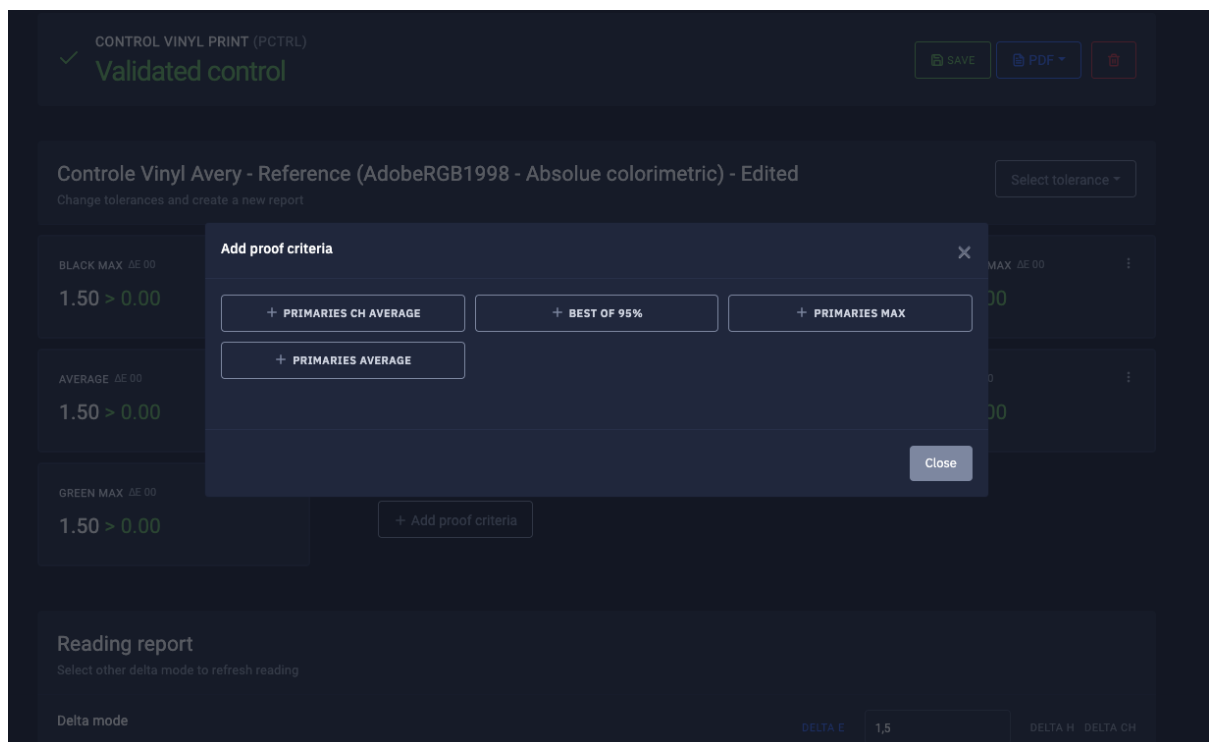 CONTROL VINYL PRINT (PCTRL)
Validated control
SAVE
PDF
Controle Vinyl Avery - Reference (AdobeRGB1998 - Absolue colorimetric) - Edited
Change tolerances and create a new report
Select tolerance
Add proof criteria
BLACK MAX ΔE 00
1.50 > 0.00
MAX ΔE 00
00
+ PRIMARIES CH AVERAGE
+ BEST OF 95%
+ PRIMARIES MAX
+ PRIMARIES AVERAGE
AVERAGE ΔE 00
1.50 > 0.00
0
00
Close
GREEN MAX ΔE 00
1.50 > 0.00
+ Add proof criteria
Reading report
Select other delta mode to refresh reading
Delta mode
DELTA E
1,5
DELTA H DELTA CH